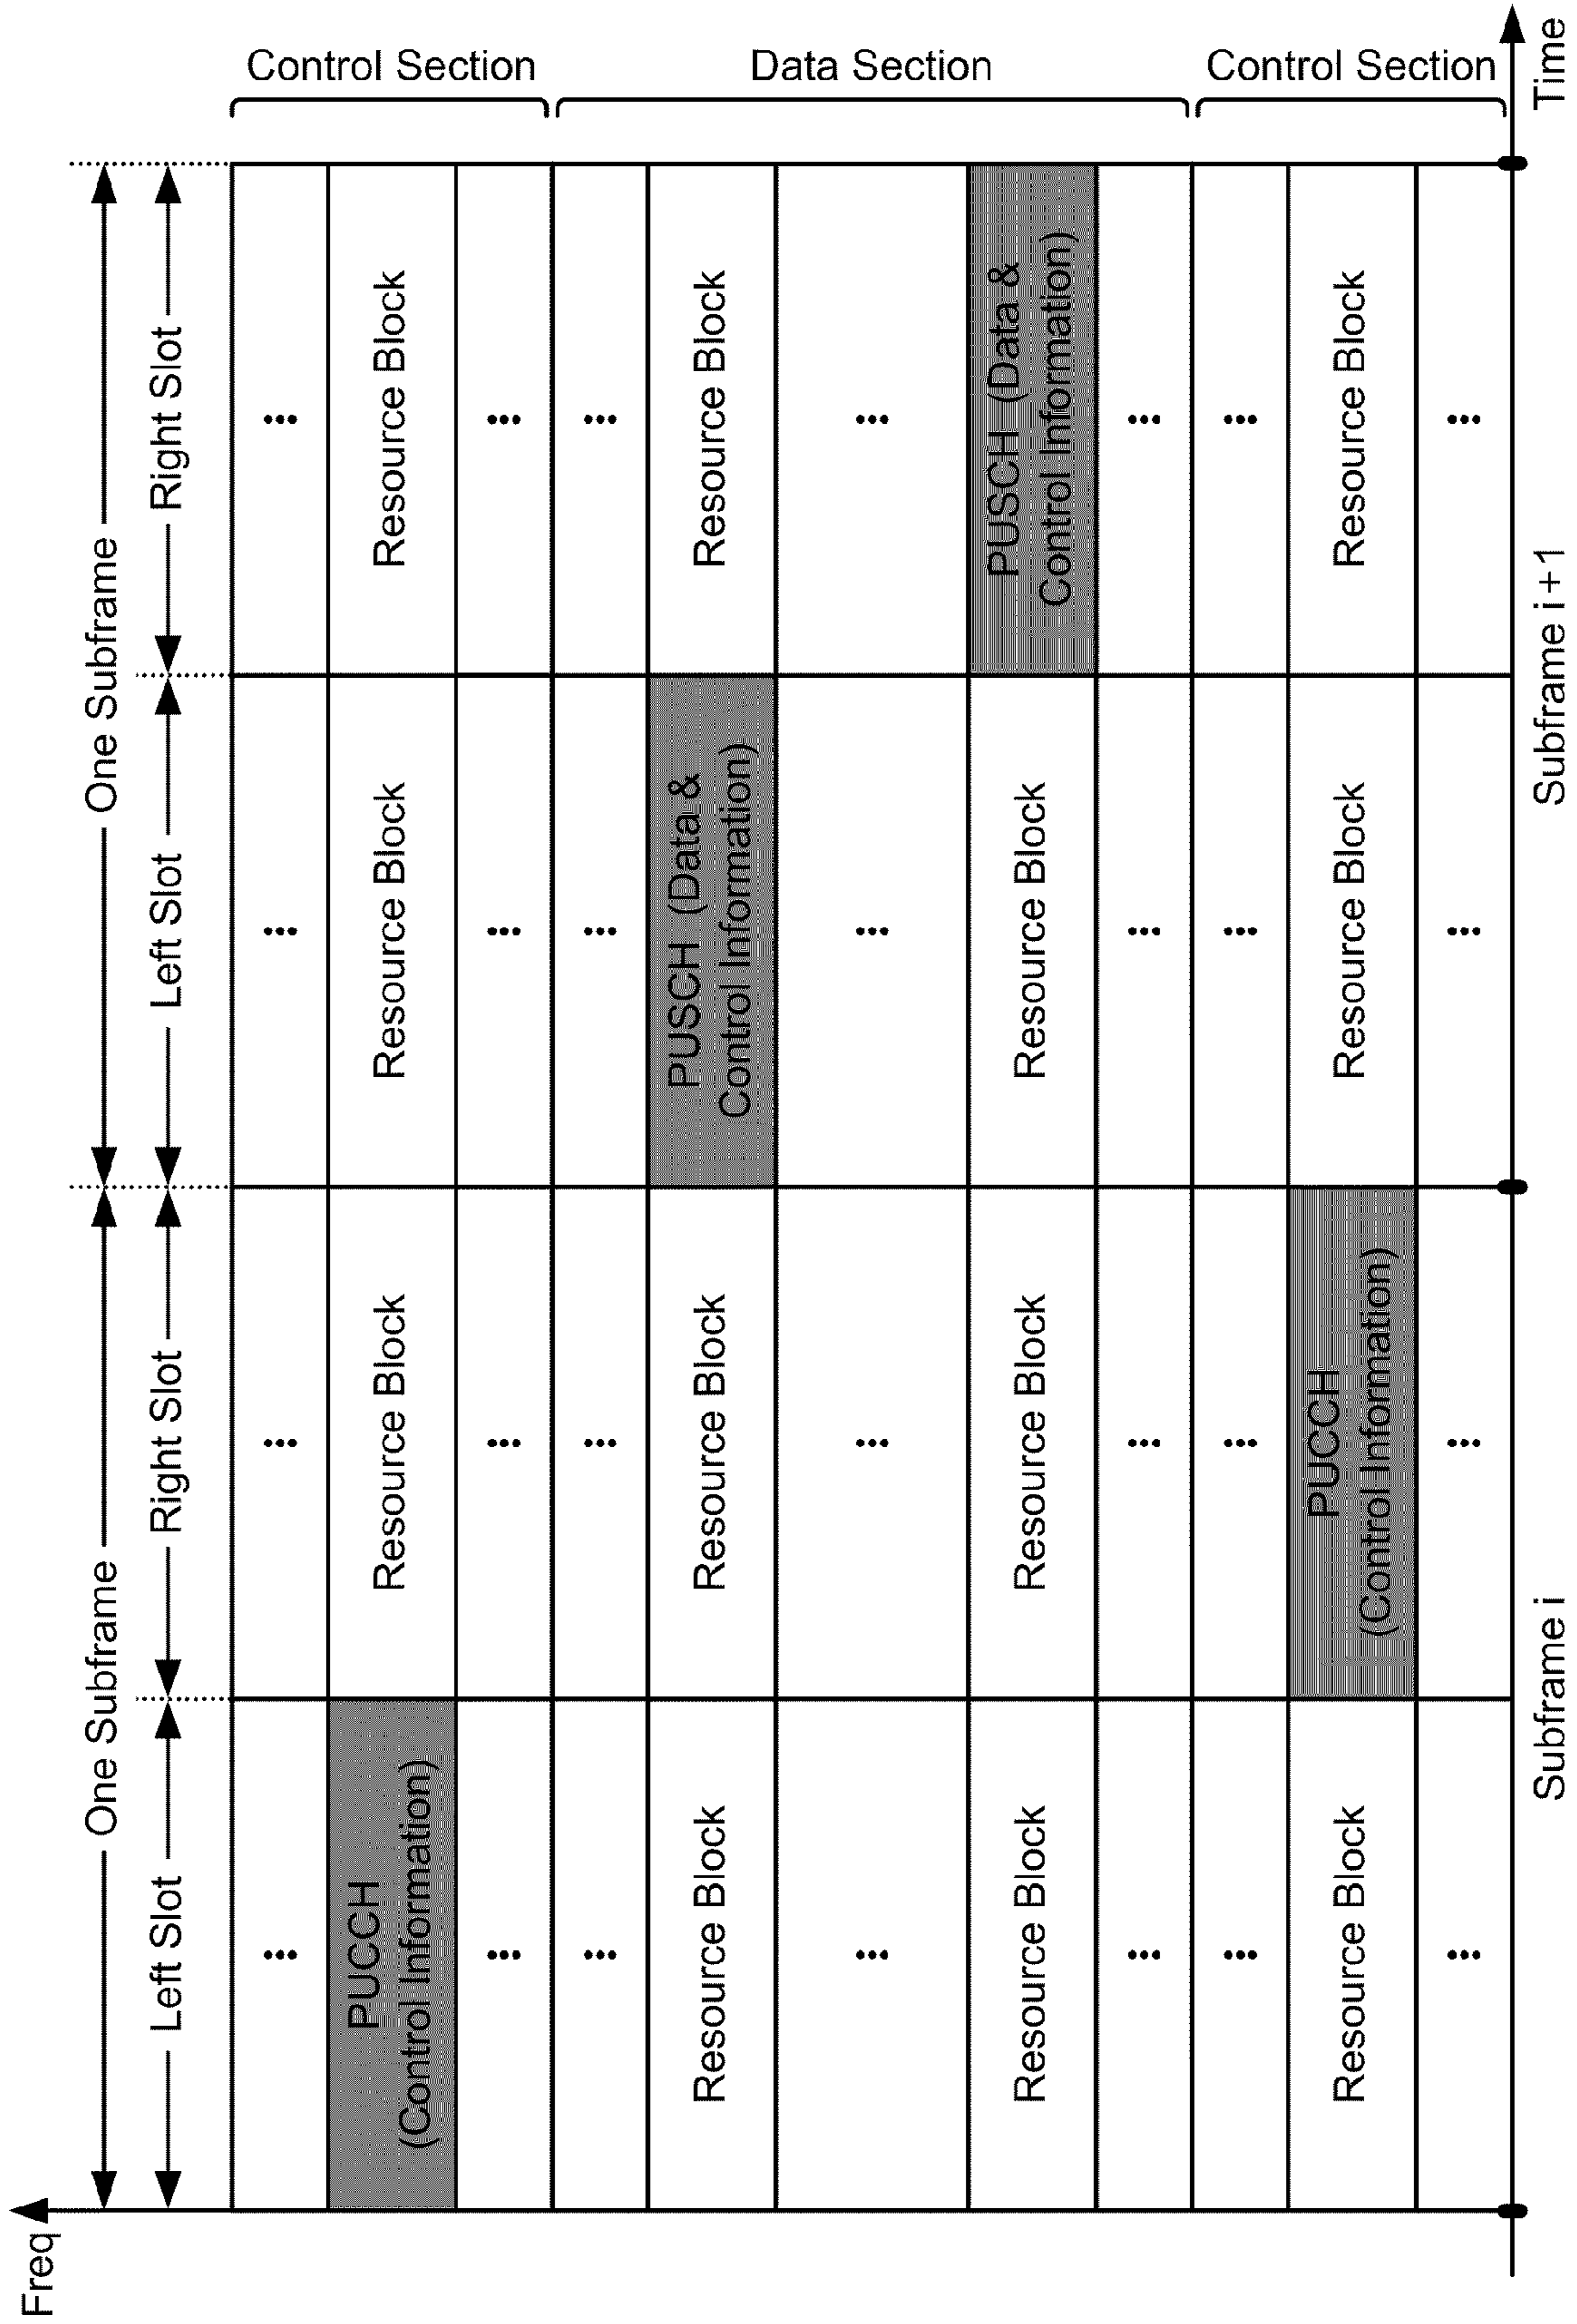 Freq
One Subframe
One Subframe
Left Slot
Right Slot
Left Slot
Right Slot
Control Section
PUCCH
(Control Information)
Resource Block
Resource Block
Resource Block
Data Section
Resource Block
Resource Block
PUSCH (Data &
Control Information)
Resource Block
Resource Block
Resource Block
Resource Block
PUSCH (Data &
Control Information)
Control Section
Resource Block
PUCCH
(Control Information)
Resource Block
Resource Block
Subframe i
Subframe i + 1
Time